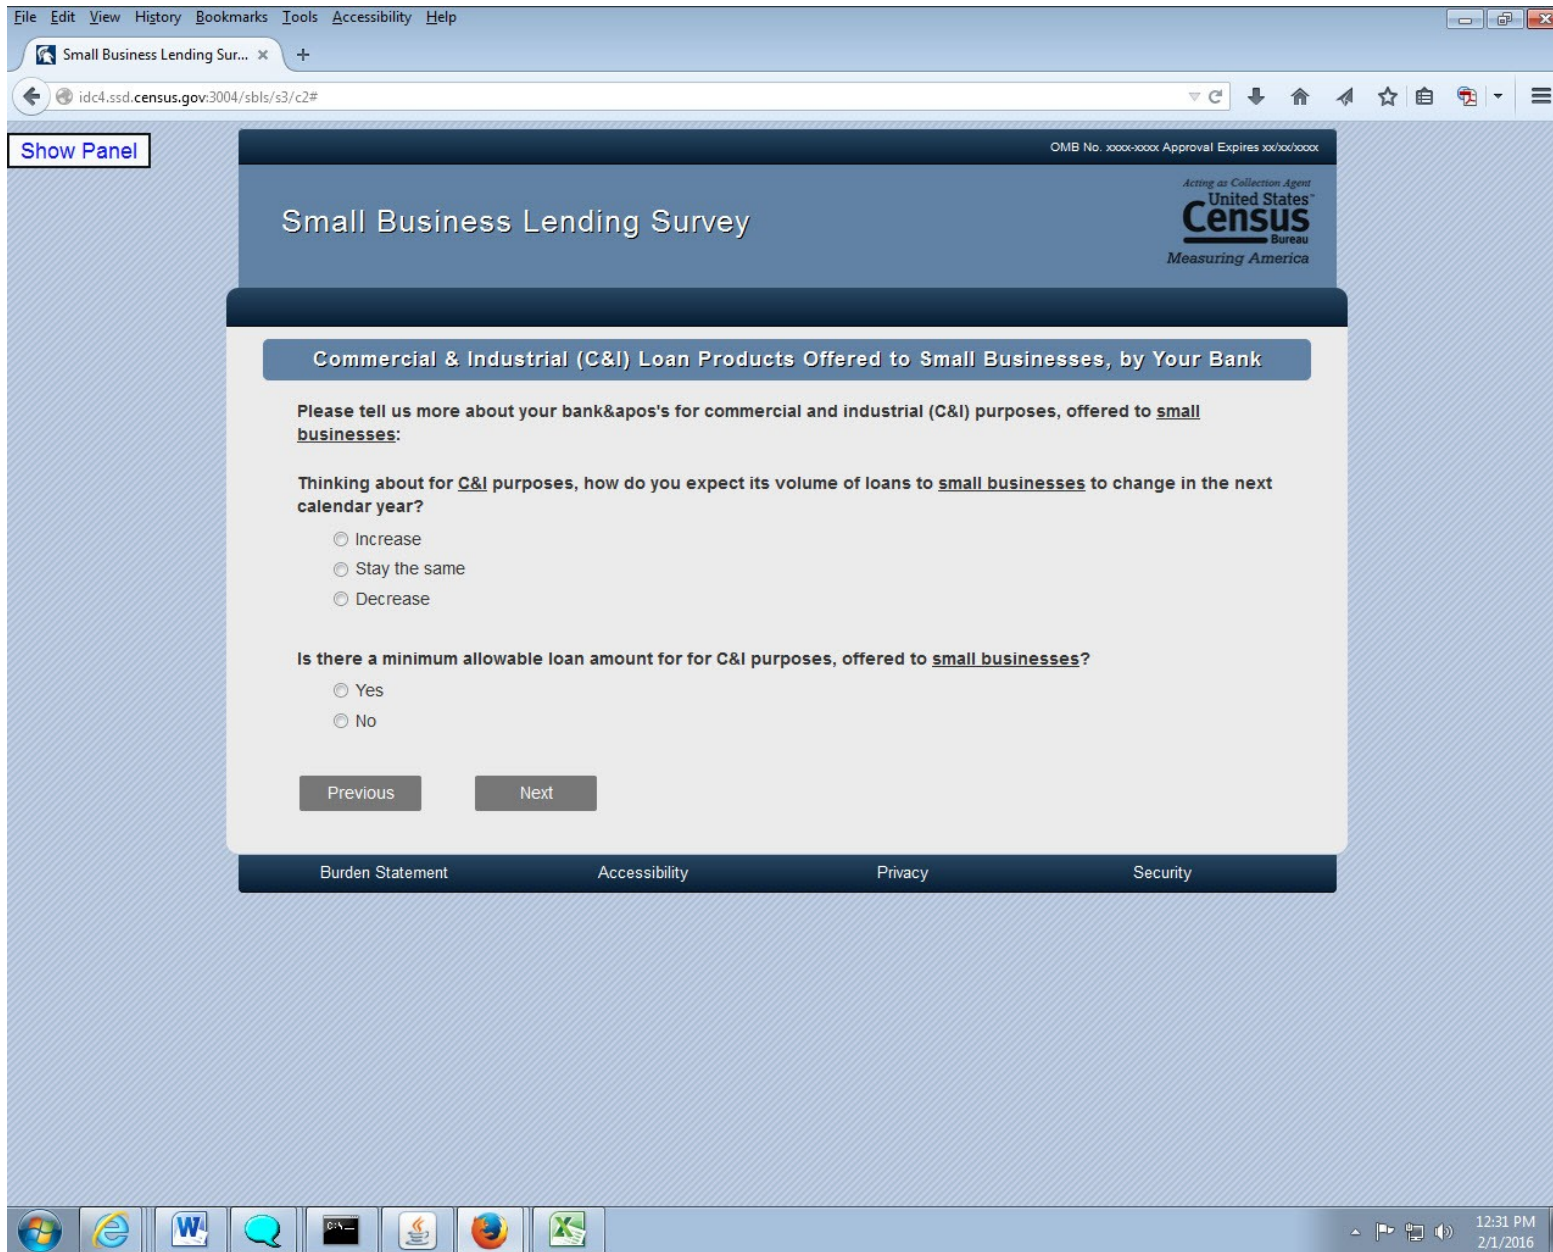 File Edit View History Bookmarks Tools Accessibility Help
Small Business Lending Sur...
idc4.ssd.census.gov:3004/sbls/s3/c2#
Show Panel
OMB No. xxxx-xxxx Approval Expires xx/xx/xxxx
Small Business Lending Survey
Acting as Collection Agent
United States™
Census
Bureau
Measuring America
Commercial & Industrial (C&I) Loan Products Offered to Small Businesses, by Your Bank
Please tell us more about your bank&apos's for commercial and industrial (C&I) purposes, offered to small
businesses:
Thinking about for C&I purposes, how do you expect its volume of loans to small businesses to change in the next
calendar year?
Increase
Stay the same
Decrease
Is there a minimum allowable loan amount for for C&I purposes, offered to small businesses?
Yes
No
Previous Next
Burden Statement Accessibility Privacy Security
C:\
12:31 PM
2/1/2016